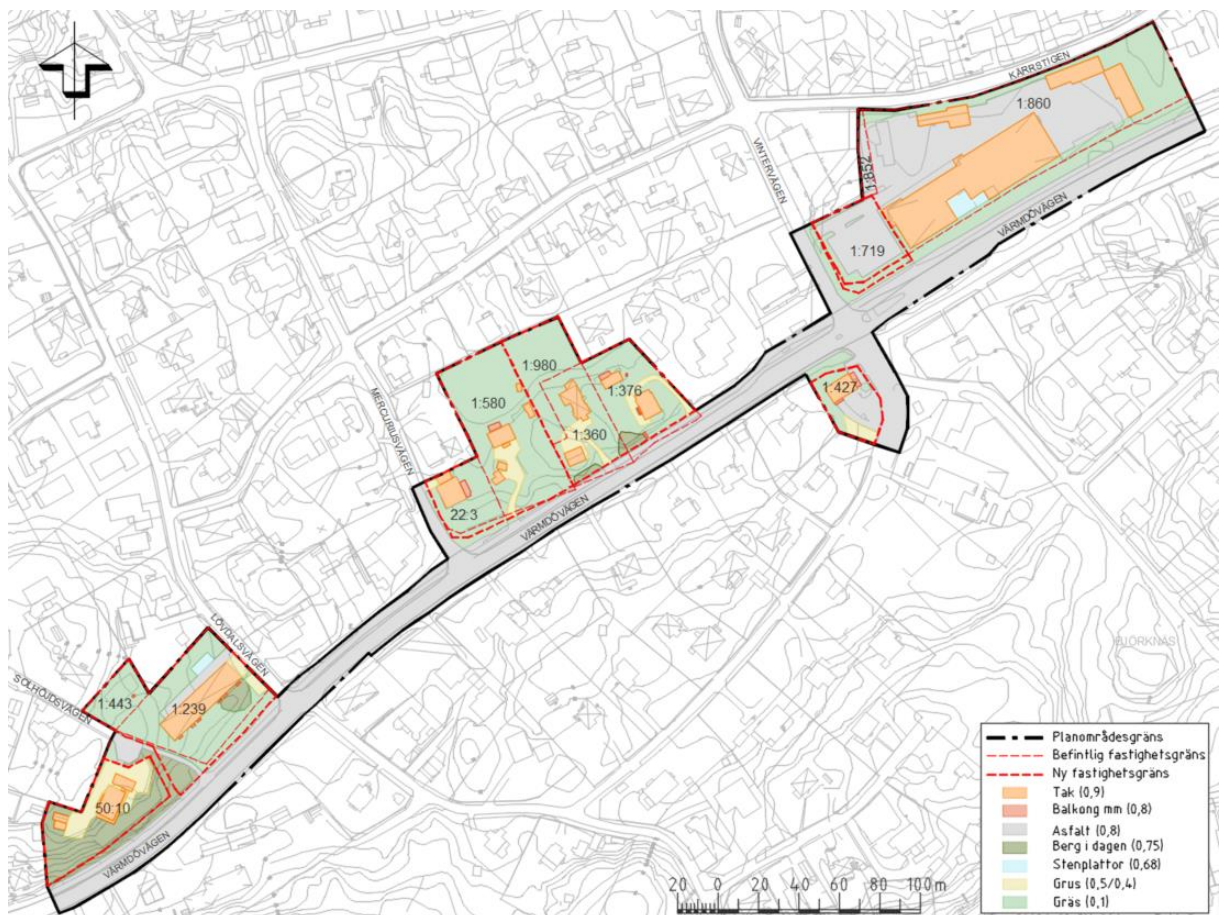 KÄRRSTIGEN
1:860
VINTERVÄGEN
1:852
VÄRMDÖVÄGEN
1:719
1:980
1:376
1:427
1:580
MERCURIUSVÄGEN
1:360
22:3
VÄRMDÖVÄGEN
LÖVDALSVÄGEN
BJÖRKNÄS
SOLHÖJDSVÄGEN
1:443
1:239
50:10
VÄRMDÖVÄGEN
Planområdesgräns
Befintlig fastighetsgräns
Ny fastighetsgräns
Tak (0,9)
Balkong mm (0,8)
Asfalt (0,8)
Berg i dagen (0,75)
Stenplattor (0,68)
Grus (0,5/0,4)
Gräs (0,1)
20 0 20 40 60 80 100 m